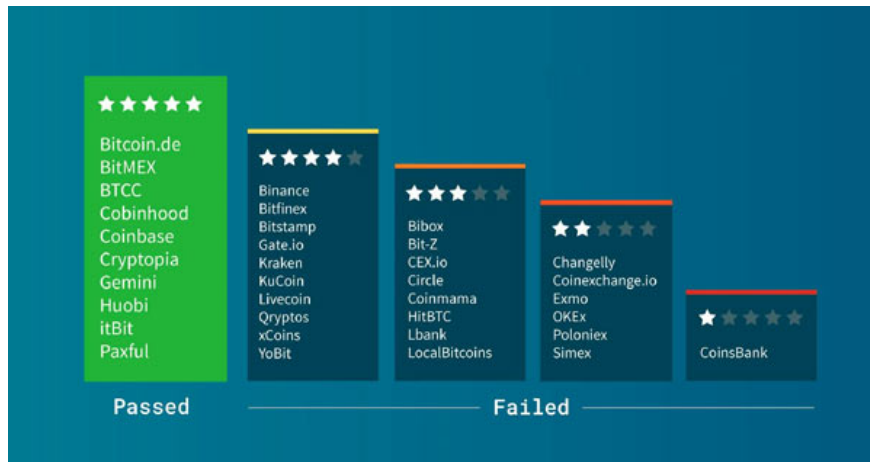 Bitcoin.de
BitMEX
BTCC
Cobinhood
Coinbase
Cryptopia
Gemini
Huobi
itBit
Paxful
Binance
Bitfinex
Bitstamp
Gate.io
Kraken
KuCoin
Livecoin
Qryptos
xCoins
YoBit
Bibox
Bit-Z
CEX.io
Circle
Coinmama
HitBTC
Lbank
LocalBitcoins
Changelly
Coinexchange.io
Exmo
OKEx
Poloniex
Simex
CoinsBank
Passed
Failed